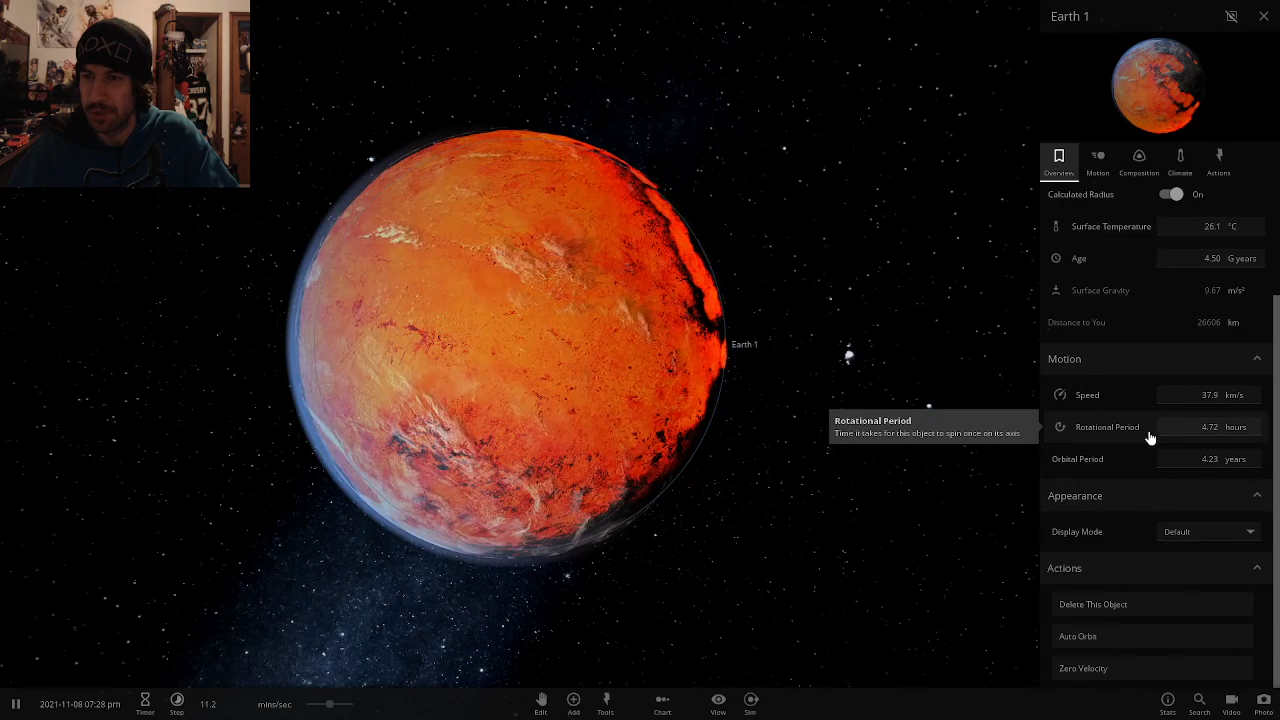 Earth 1
Overview
Motion
Composition
Climate
Actions
Calculated Radius On
Surface Temperature 26.1 °C
Age 4.50 G years
Surface Gravity 9.67 m/s²
Distance to You 26606 km
Motion
Speed 37.9 km/s
Rotational Period 4.72 hours
Orbital Period 4.23 years
Appearance
Display Mode Default
Actions
Delete This Object
Auto Orbit
Zero Velocity
Earth 1
Rotational Period
Time it takes for this object to spin once on its axis
CROSBY
87
2021-11-08 07:28 pm
Timer
Step
11.2 mins/sec
Edit
Add
Tools
Chart
View
Sim
Stats
Search
Video
Photo